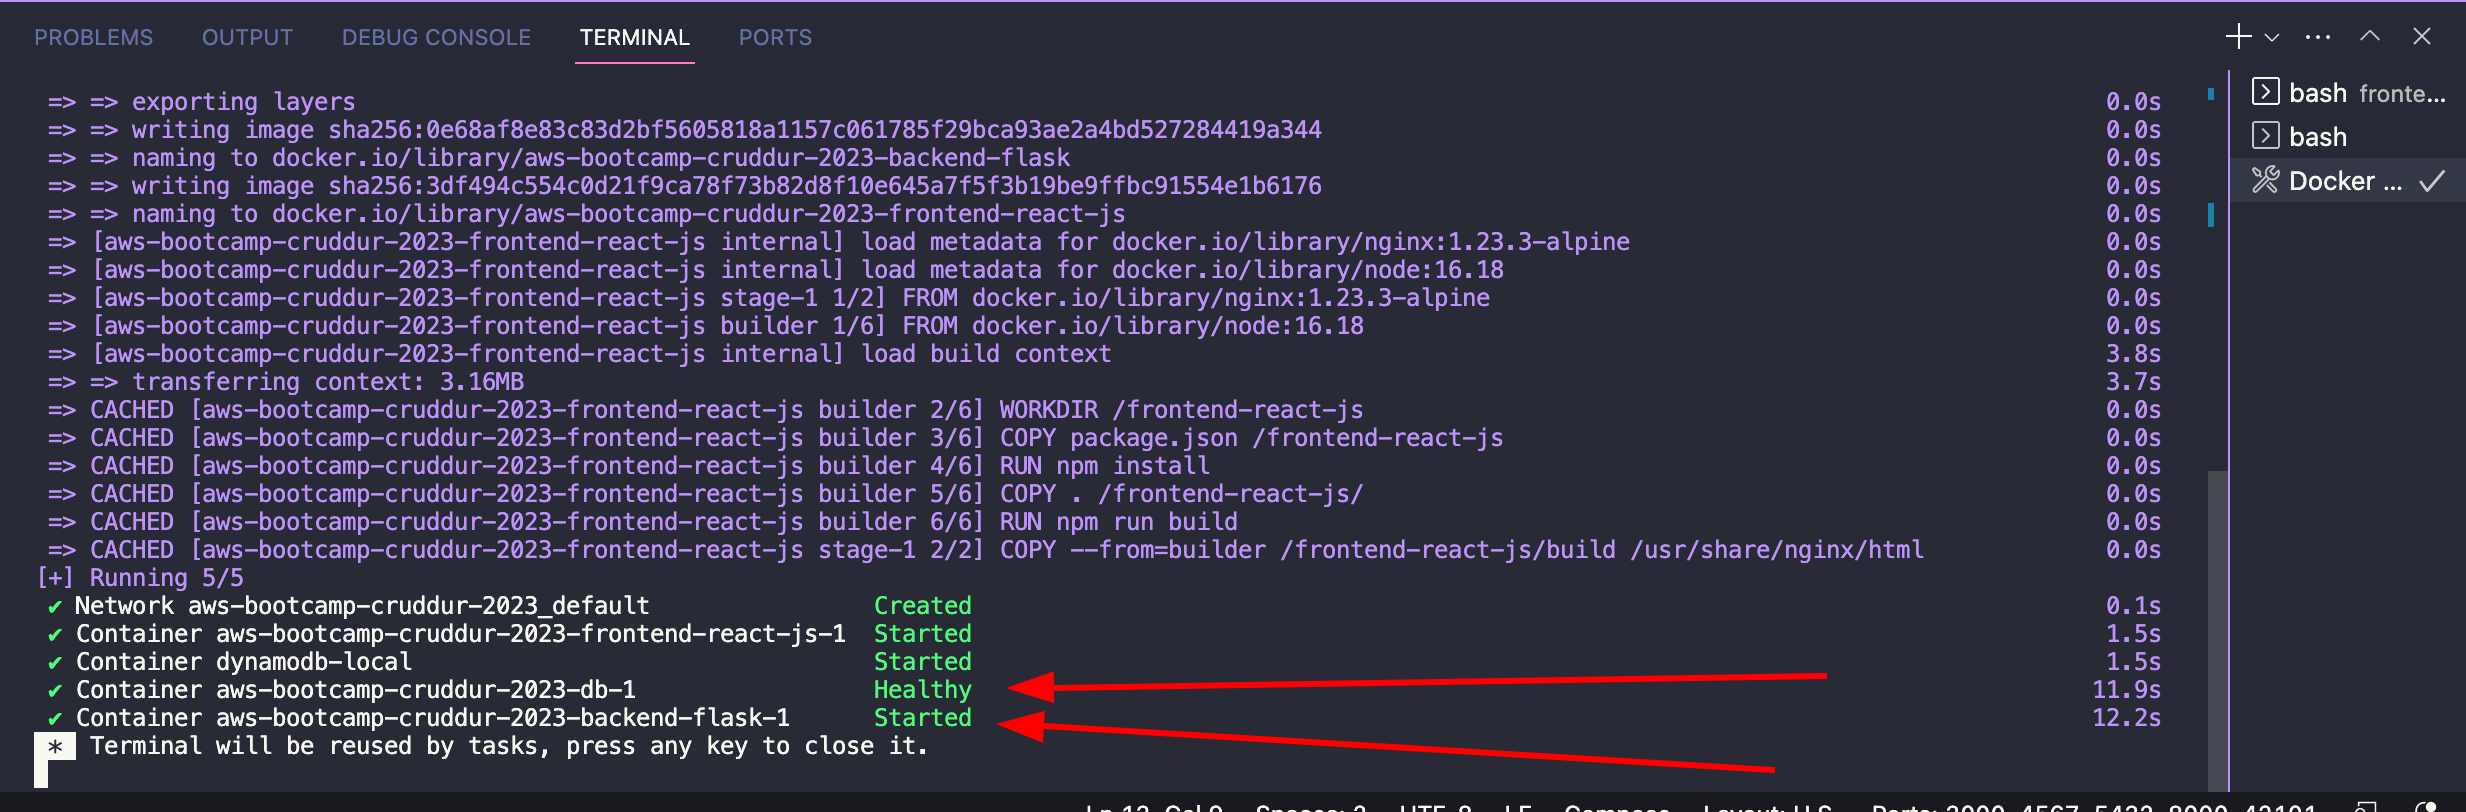 PROBLEMS OUTPUT DEBUG CONSOLE TERMINAL PORTS
=> => exporting layers 0.0s
=> => writing image sha256:0e68af8e83c83d2bf5605818a1157c061785f29bca93ae2a4bd527284419a344 0.0s
=> => naming to docker.io/library/aws-bootcamp-cruddur-2023-backend-flask 0.0s
=> => writing image sha256:3df494c554c0d21f9ca78f73b82d8f10e645a7f5f3b19be9ffbc91554e1b6176 0.0s
=> => naming to docker.io/library/aws-bootcamp-cruddur-2023-frontend-react-js 0.0s
=> [aws-bootcamp-cruddur-2023-frontend-react-js internal] load metadata for docker.io/library/nginx:1.23.3-alpine 0.0s
=> [aws-bootcamp-cruddur-2023-frontend-react-js internal] load metadata for docker.io/library/node:16.18 0.0s
=> [aws-bootcamp-cruddur-2023-frontend-react-js stage-1 1/2] FROM docker.io/library/nginx:1.23.3-alpine 0.0s
=> [aws-bootcamp-cruddur-2023-frontend-react-js builder 1/6] FROM docker.io/library/node:16.18 0.0s
=> [aws-bootcamp-cruddur-2023-frontend-react-js internal] load build context 3.8s
=> => transferring context: 3.16MB 3.7s
=> CACHED [aws-bootcamp-cruddur-2023-frontend-react-js builder 2/6] WORKDIR /frontend-react-js 0.0s
=> CACHED [aws-bootcamp-cruddur-2023-frontend-react-js builder 3/6] COPY package.json /frontend-react-js 0.0s
=> CACHED [aws-bootcamp-cruddur-2023-frontend-react-js builder 4/6] RUN npm install 0.0s
=> CACHED [aws-bootcamp-cruddur-2023-frontend-react-js builder 5/6] COPY . /frontend-react-js/ 0.0s
=> CACHED [aws-bootcamp-cruddur-2023-frontend-react-js builder 6/6] RUN npm run build 0.0s
=> CACHED [aws-bootcamp-cruddur-2023-frontend-react-js stage-1 2/2] COPY --from=builder /frontend-react-js/build /usr/share/nginx/html 0.0s
[+] Running 5/5
✔ Network aws-bootcamp-cruddur-2023_default Created 0.1s
✔ Container aws-bootcamp-cruddur-2023-frontend-react-js-1 Started 1.5s
✔ Container dynamodb-local Started 1.5s
✔ Container aws-bootcamp-cruddur-2023-db-1 Healthy 11.9s
✔ Container aws-bootcamp-cruddur-2023-backend-flask-1 Started 12.2s
* Terminal will be reused by tasks, press any key to close it.
bash fronte...
bash
Docker ...